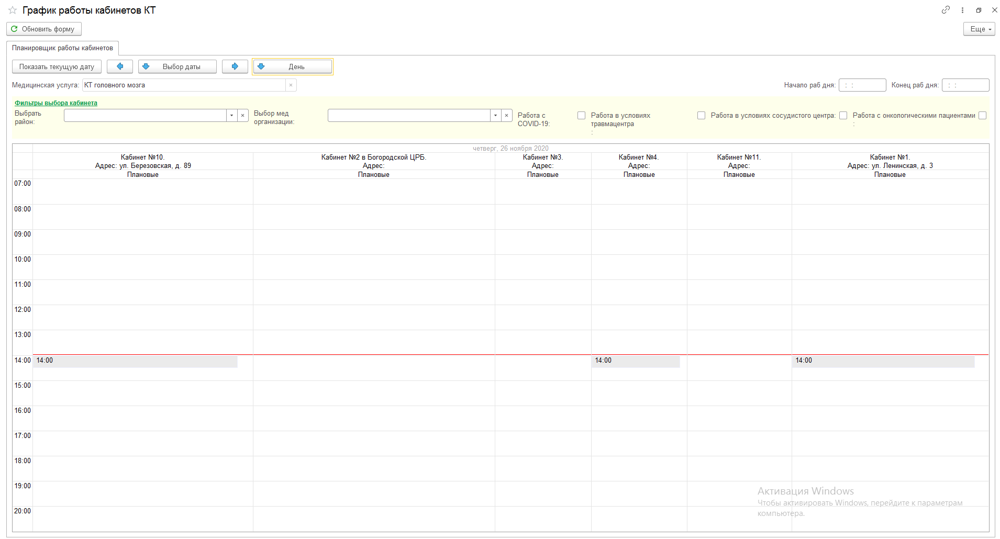 График работы кабинетов КТ
Обновить форму
Еще
Планировщик работы кабинетов
Показать текущую дату
Выбор даты
День
Медицинская услуга: КТ головного мозга
Начало раб дня: : :
Конец раб дня: : :
Фильтры выбора кабинета
Выбрать
район:
Выбор мед
организации:
Работа с
COVID-19:
Работа в условиях
травмацентра
:
Работа в условиях сосудистого центра:
Работа с онкологическими пациентами
:
четверг, 26 ноября 2020
Кабинет №10.
Адрес: ул. Березовская, д. 89
Плановые
Кабинет №2 в Богородской ЦРБ.
Адрес:
Плановые
Кабинет №3.
Адрес:
Плановые
Кабинет №4.
Адрес:
Плановые
Кабинет №11.
Адрес:
Плановые
Кабинет №1.
Адрес: ул. Ленинская, д. 3
Плановые
07:00
08:00
09:00
10:00
11:00
12:00
13:00
14:00 14:00 14:00 14:00
15:00
16:00
17:00
18:00
19:00
20:00
Активация Windows
Чтобы активировать Windows, перейдите к параметрам
компьютера.